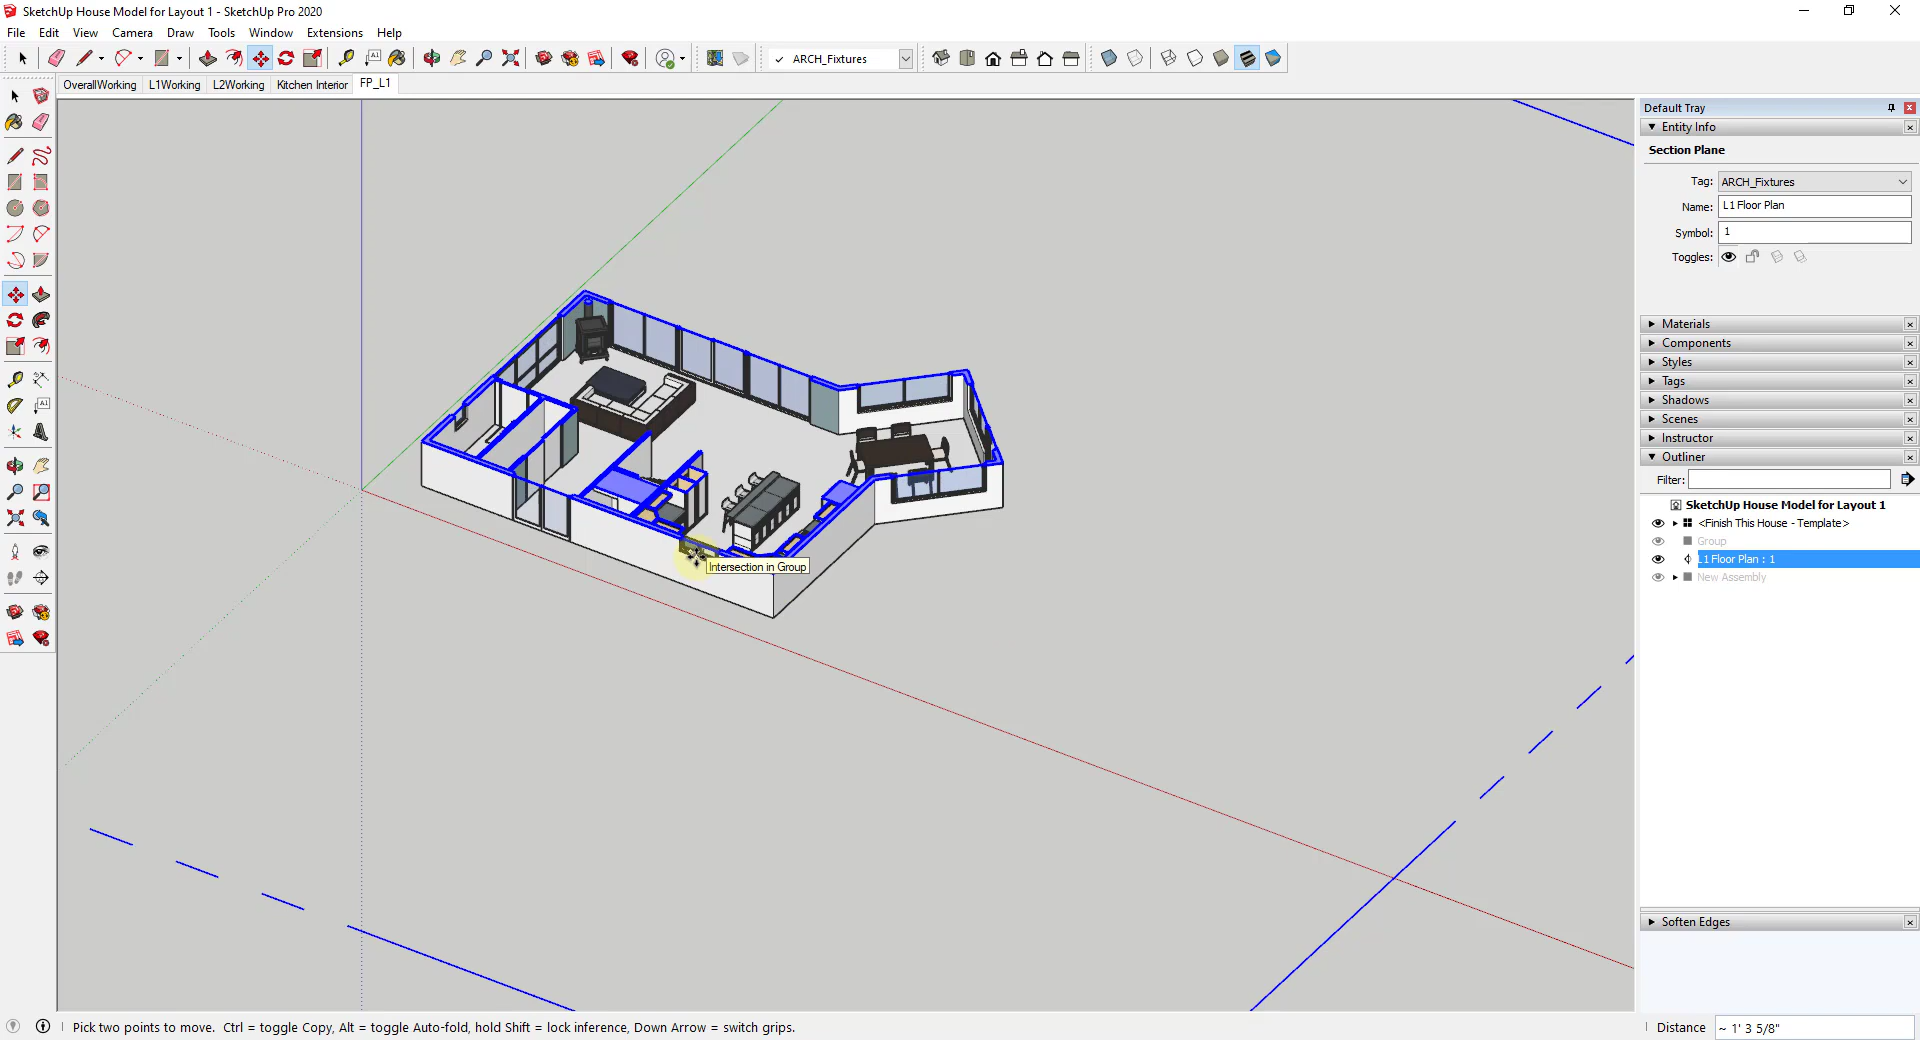 SketchUp House Model for Layout 1 - SketchUp Pro 2020
File Edit View Camera Draw Tools Window Extensions Help
A1
✓ ARCH_Fixtures
OverallWorking L1Working L2Working Kitchen Interior FP_L1
Default Tray
Entity Info
Section Plane
Tag: ARCH_Fixtures
Name: L1 Floor Plan
Symbol: 1
Toggles:
Materials
Components
Styles
Tags
Shadows
Scenes
Instructor
Outliner
Filter:
SketchUp House Model for Layout 1
<Finish This House - Template>
Group
L1 Floor Plan : 1
New Assembly
Soften Edges
A1
Intersection in Group
Pick two points to move. Ctrl = toggle Copy, Alt = toggle Auto-fold, hold Shift = lock inference, Down Arrow = switch grips.
Distance ~ 1' 3 5/8"